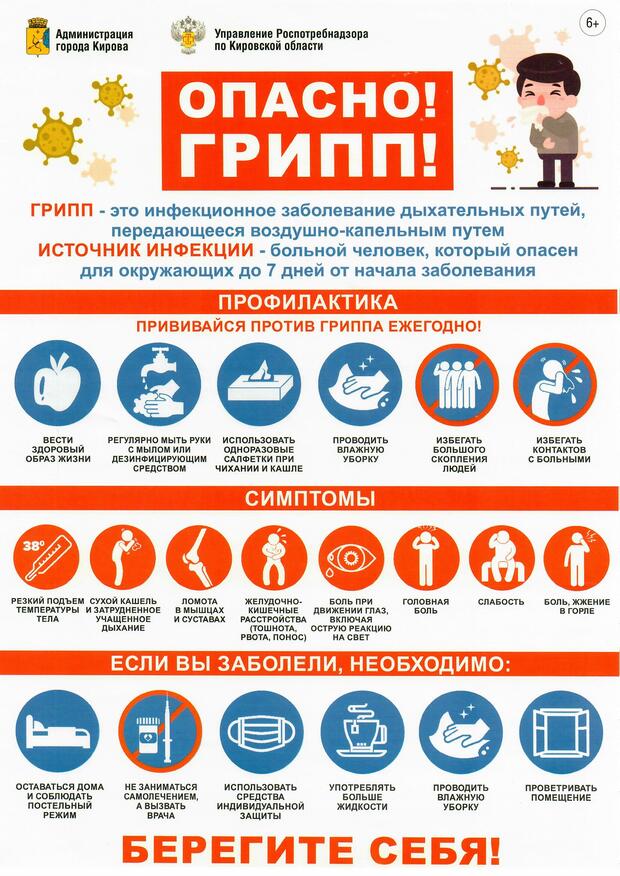 Администрация
города Кирова
Управление Роспотребнадзора
по Кировской области
6+
ОПАСНО!
ГРИПП!
ГРИПП - это инфекционное заболевание дыхательных путей,
передающееся воздушно-капельным путем
ИСТОЧНИК ИНФЕКЦИИ - больной человек, который опасен
для окружающих до 7 дней от начала заболевания
ПРОФИЛАКТИКА
ПРИВИВАЙСЯ ПРОТИВ ГРИППА ЕЖЕГОДНО!
ВЕСТИ
ЗДОРОВЫЙ
ОБРАЗ ЖИЗНИ
РЕГУЛЯРНО МЫТЬ РУКИ
С МЫЛОМ ИЛИ
ДЕЗИНФИЦИРУЮЩИМ
СРЕДСТВОМ
ИСПОЛЬЗОВАТЬ
ОДНОРАЗОВЫЕ
САЛФЕТКИ ПРИ
ЧИХАНИИ И КАШЛЕ
ПРОВОДИТЬ
ВЛАЖНУЮ
УБОРКУ
ИЗБЕГАТЬ
БОЛЬШОГО
СКОПЛЕНИЯ
ЛЮДЕЙ
ИЗБЕГАТЬ
КОНТАКТОВ
С БОЛЬНЫМИ
СИМПТОМЫ
38°
РЕЗКИЙ ПОДЪЕМ
ТЕМПЕРАТУРЫ
ТЕЛА
СУХОЙ КАШЕЛЬ
И ЗАТРУДНЕННОЕ
УЧАЩЕННОЕ
ДЫХАНИЕ
ЛОМОТА
В МЫШЦАХ
И СУСТАВАХ
ЖЕЛУДОЧНО-
КИШЕЧНЫЕ
РАССТРОЙСТВА
(ТОШНОТА,
РВОТА, ПОНОС)
БОЛЬ ПРИ
ДВИЖЕНИИ ГЛАЗ,
ВКЛЮЧАЯ
ОСТРУЮ РЕАКЦИЮ
НА СВЕТ
ГОЛОВНАЯ
БОЛЬ
СЛАБОСТЬ
БОЛЬ, ЖЖЕНИЕ
В ГОРЛЕ
ЕСЛИ ВЫ ЗАБОЛЕЛИ, НЕОБХОДИМО:
ОСТАВАТЬСЯ ДОМА
И СОБЛЮДАТЬ
ПОСТЕЛЬНЫЙ
РЕЖИМ
НЕ ЗАНИМАТЬСЯ
САМОЛЕЧЕНИЕМ,
А ВЫЗВАТЬ
ВРАЧА
ИСПОЛЬЗОВАТЬ
СРЕДСТВА
ИНДИВИДУАЛЬНОЙ
ЗАЩИТЫ
УПОТРЕБЛЯТЬ
БОЛЬШЕ
ЖИДКОСТИ
ПРОВОДИТЬ
ВЛАЖНУЮ
УБОРКУ
ПРОВЕТРИВАТЬ
ПОМЕЩЕНИЕ
БЕРЕГИТЕ СЕБЯ!